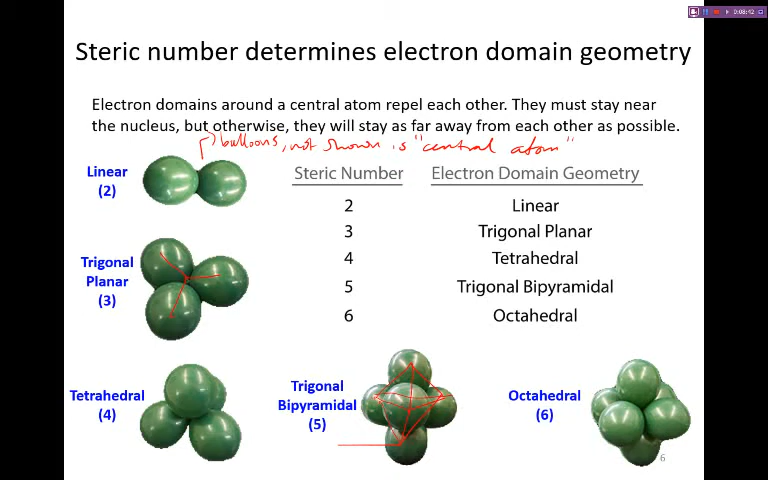 00:08:42
Steric number determines electron domain geometry
Electron domains around a central atom repel each other. They must stay near
the nucleus, but otherwise, they will stay as far away from each other as possible.
balloons, not shown is "central atom"
Linear
(2)
Steric Number Electron Domain Geometry
2 Linear
3 Trigonal Planar
4 Tetrahedral
5 Trigonal Bipyramidal
6 Octahedral
Trigonal
Planar
(3)
Tetrahedral
(4)
Trigonal
Bipyramidal
(5)
Octahedral
(6)
6